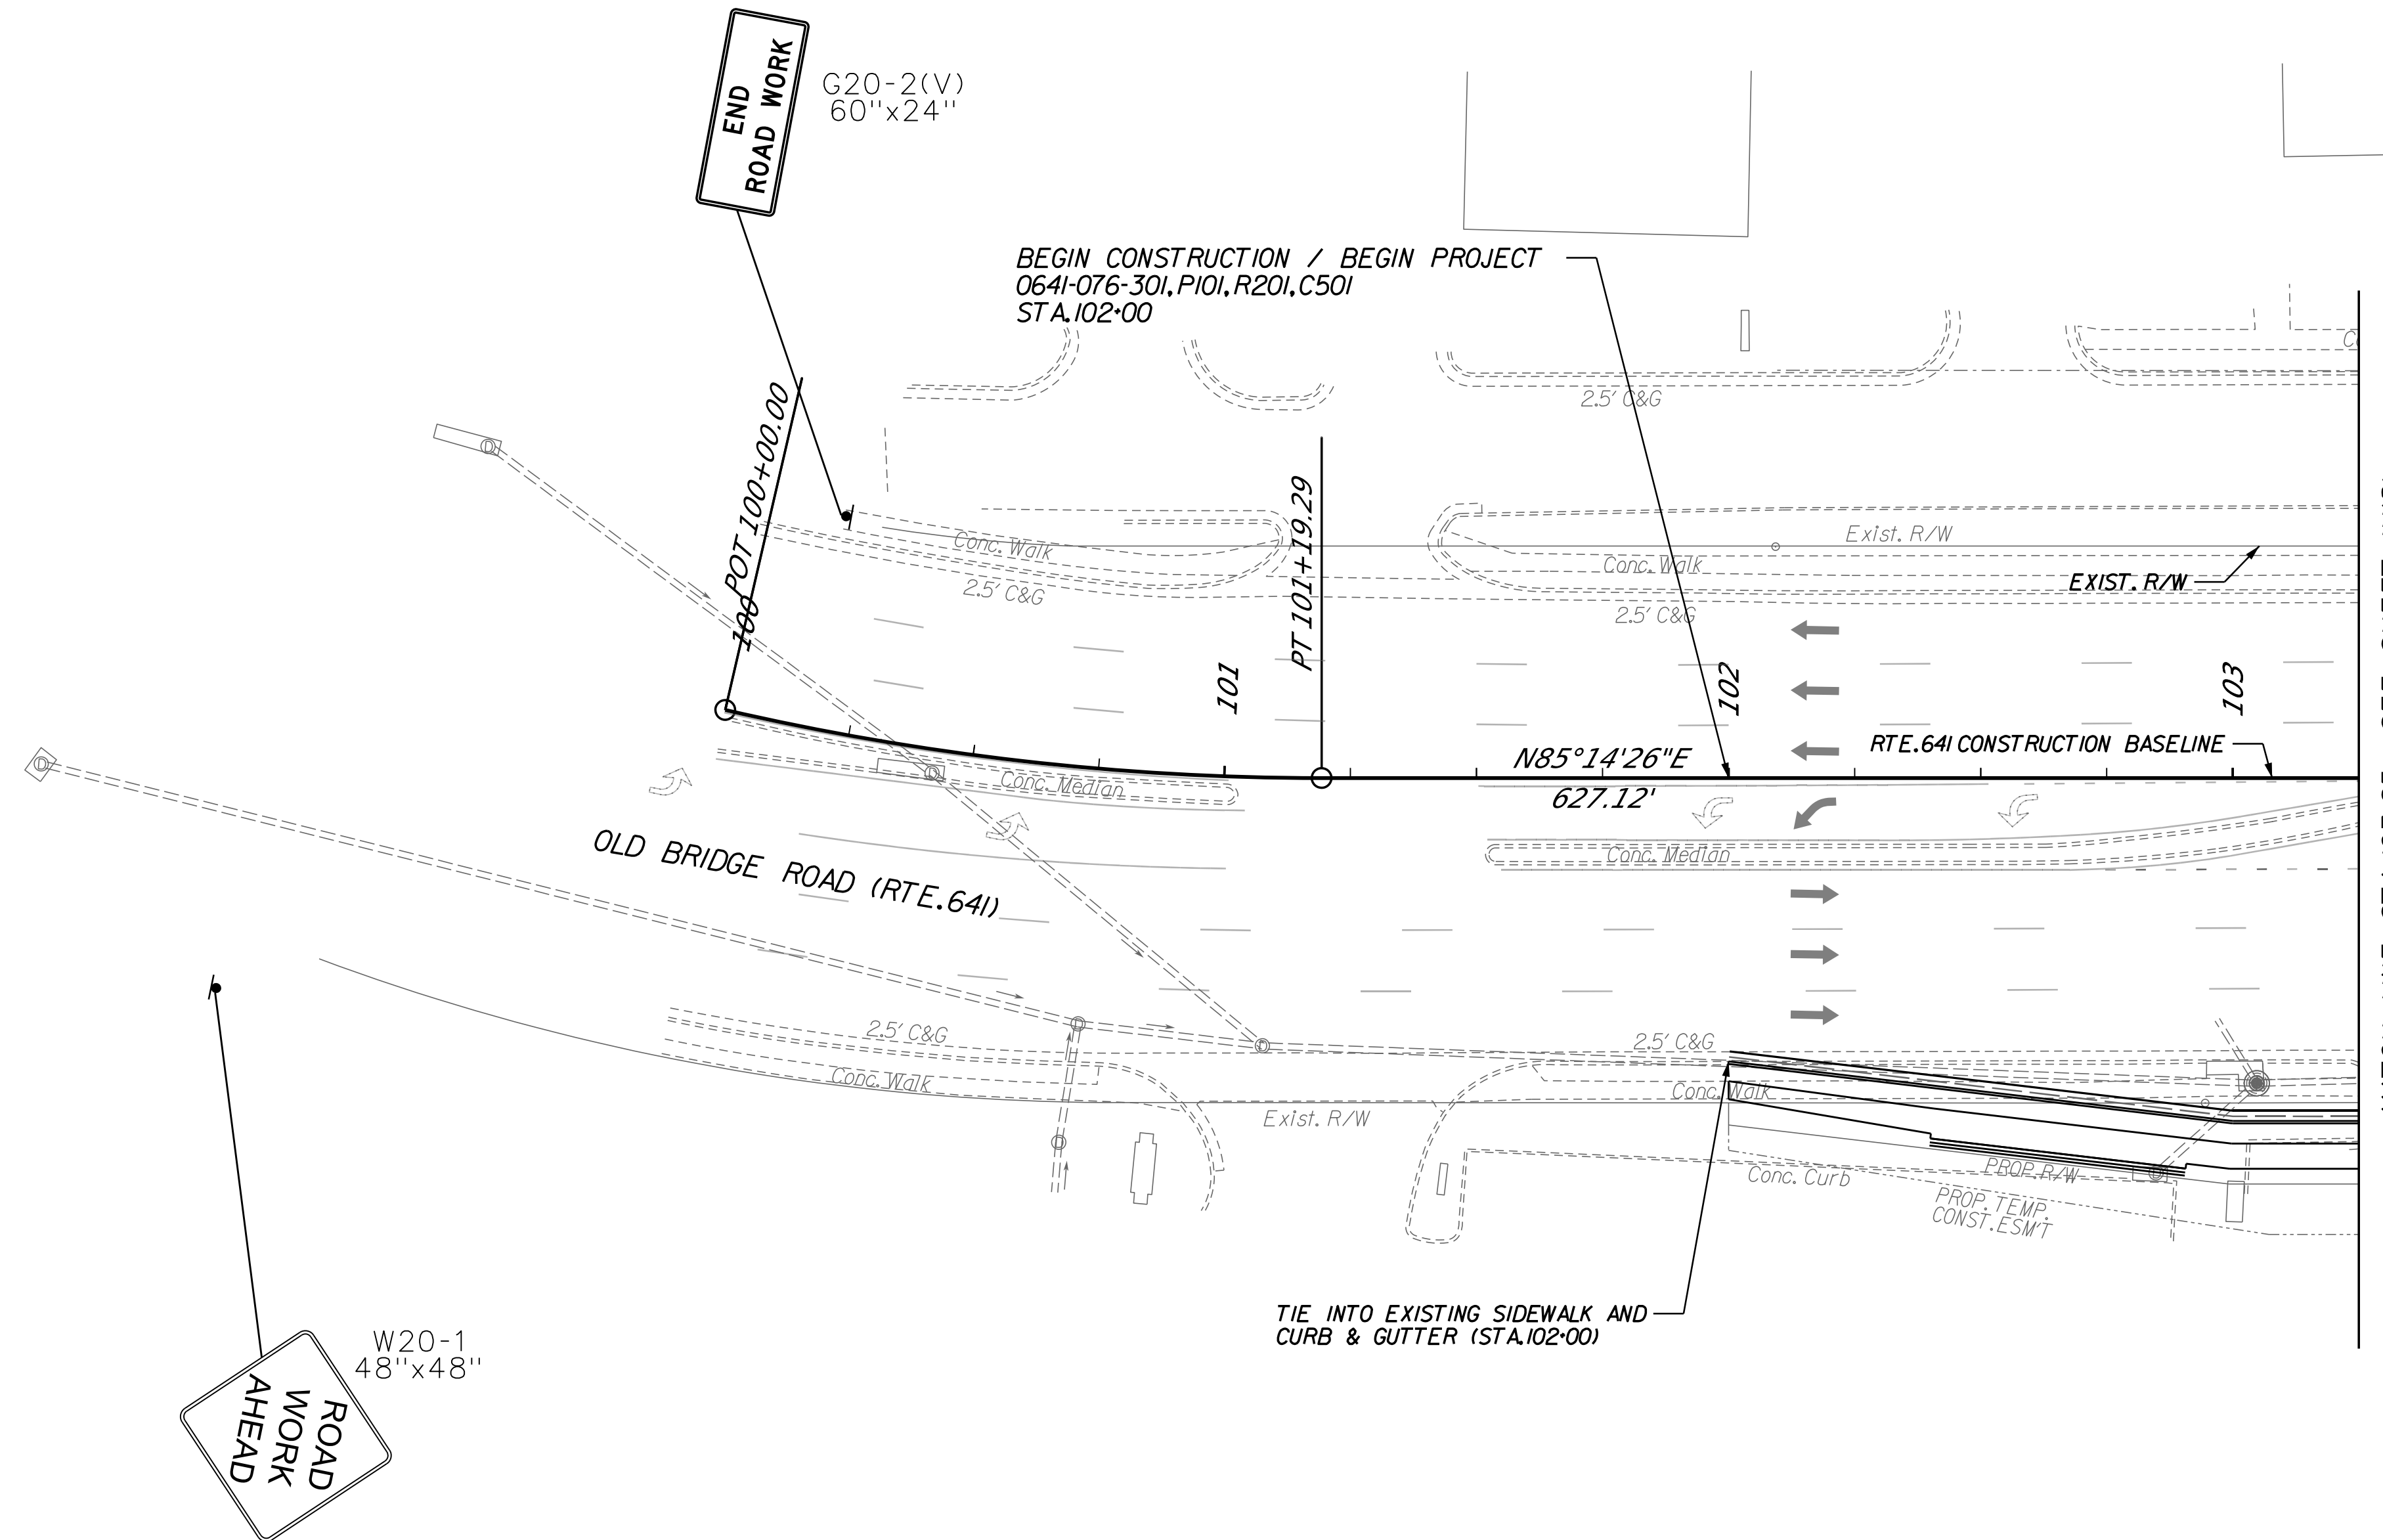 END
ROAD WORK
G20-2(V)
60"x24"
BEGIN CONSTRUCTION / BEGIN PROJECT
0641-076-301, P101, R201, C501
STA. 102+00
2.5' C&G
POT 100+00.00
100
PT 101+19.29
Conc. Walk
2.5' C&G
Exist. R/W
Conc. Walk
EXIST. R/W
2.5' C&G
101
102
103
N85°14'26"E
627.12'
RTE. 641 CONSTRUCTION BASELINE
Conc. Median
Conc. Median
OLD BRIDGE ROAD (RTE. 641)
2.5' C&G
Conc. Walk
2.5' C&G
Conc. Walk
Exist. R/W
Conc. Curb
PROP. R/W
PROP. TEMP.
CONST. ESM'T
TIE INTO EXISTING SIDEWALK AND
CURB & GUTTER (STA. 102+00)
W20-1
48"x48"
ROAD
WORK
AHEAD
D
D
D
D
D
D
D